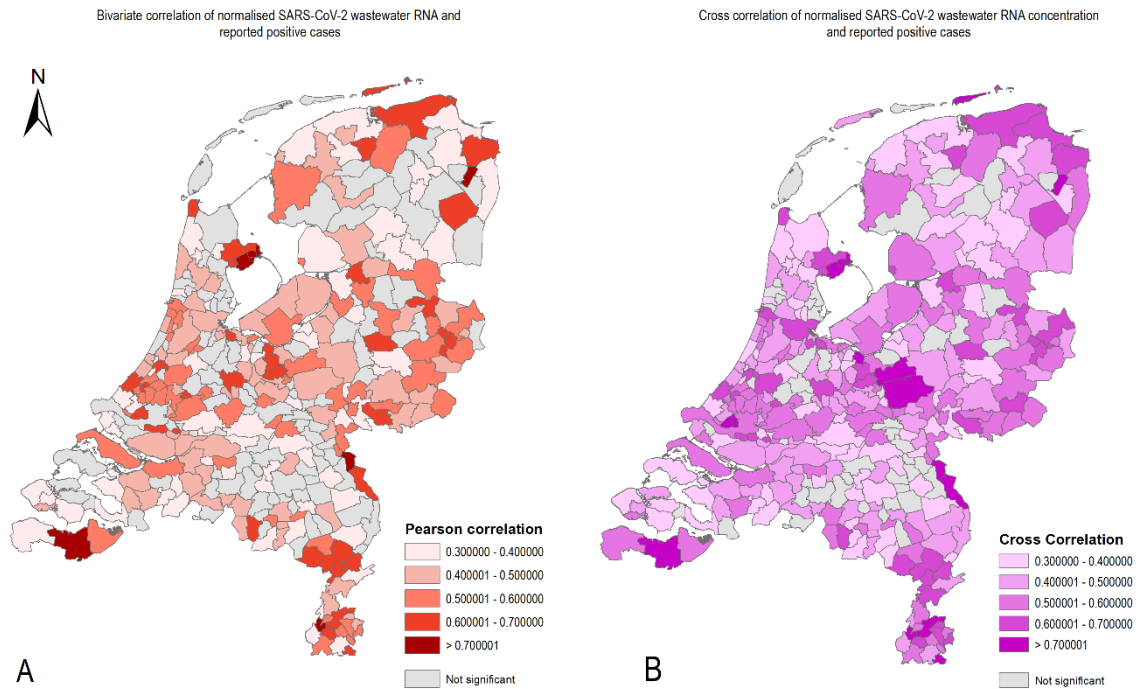 Bivariate correlation of normalised SARS-CoV-2 wastewater RNA and
reported positive cases
N
Pearson correlation
0.300000 - 0.400000
0.400001 - 0.500000
0.500001 - 0.600000
0.600001 - 0.700000
> 0.700001
Not significant
A
Cross correlation of normalised SARS-CoV-2 wastewater RNA concentration
and reported positive cases
Cross Correlation
0.300000 - 0.400000
0.400001 - 0.500000
0.500001 - 0.600000
0.600001 - 0.700000
> 0.700001
Not significant
B